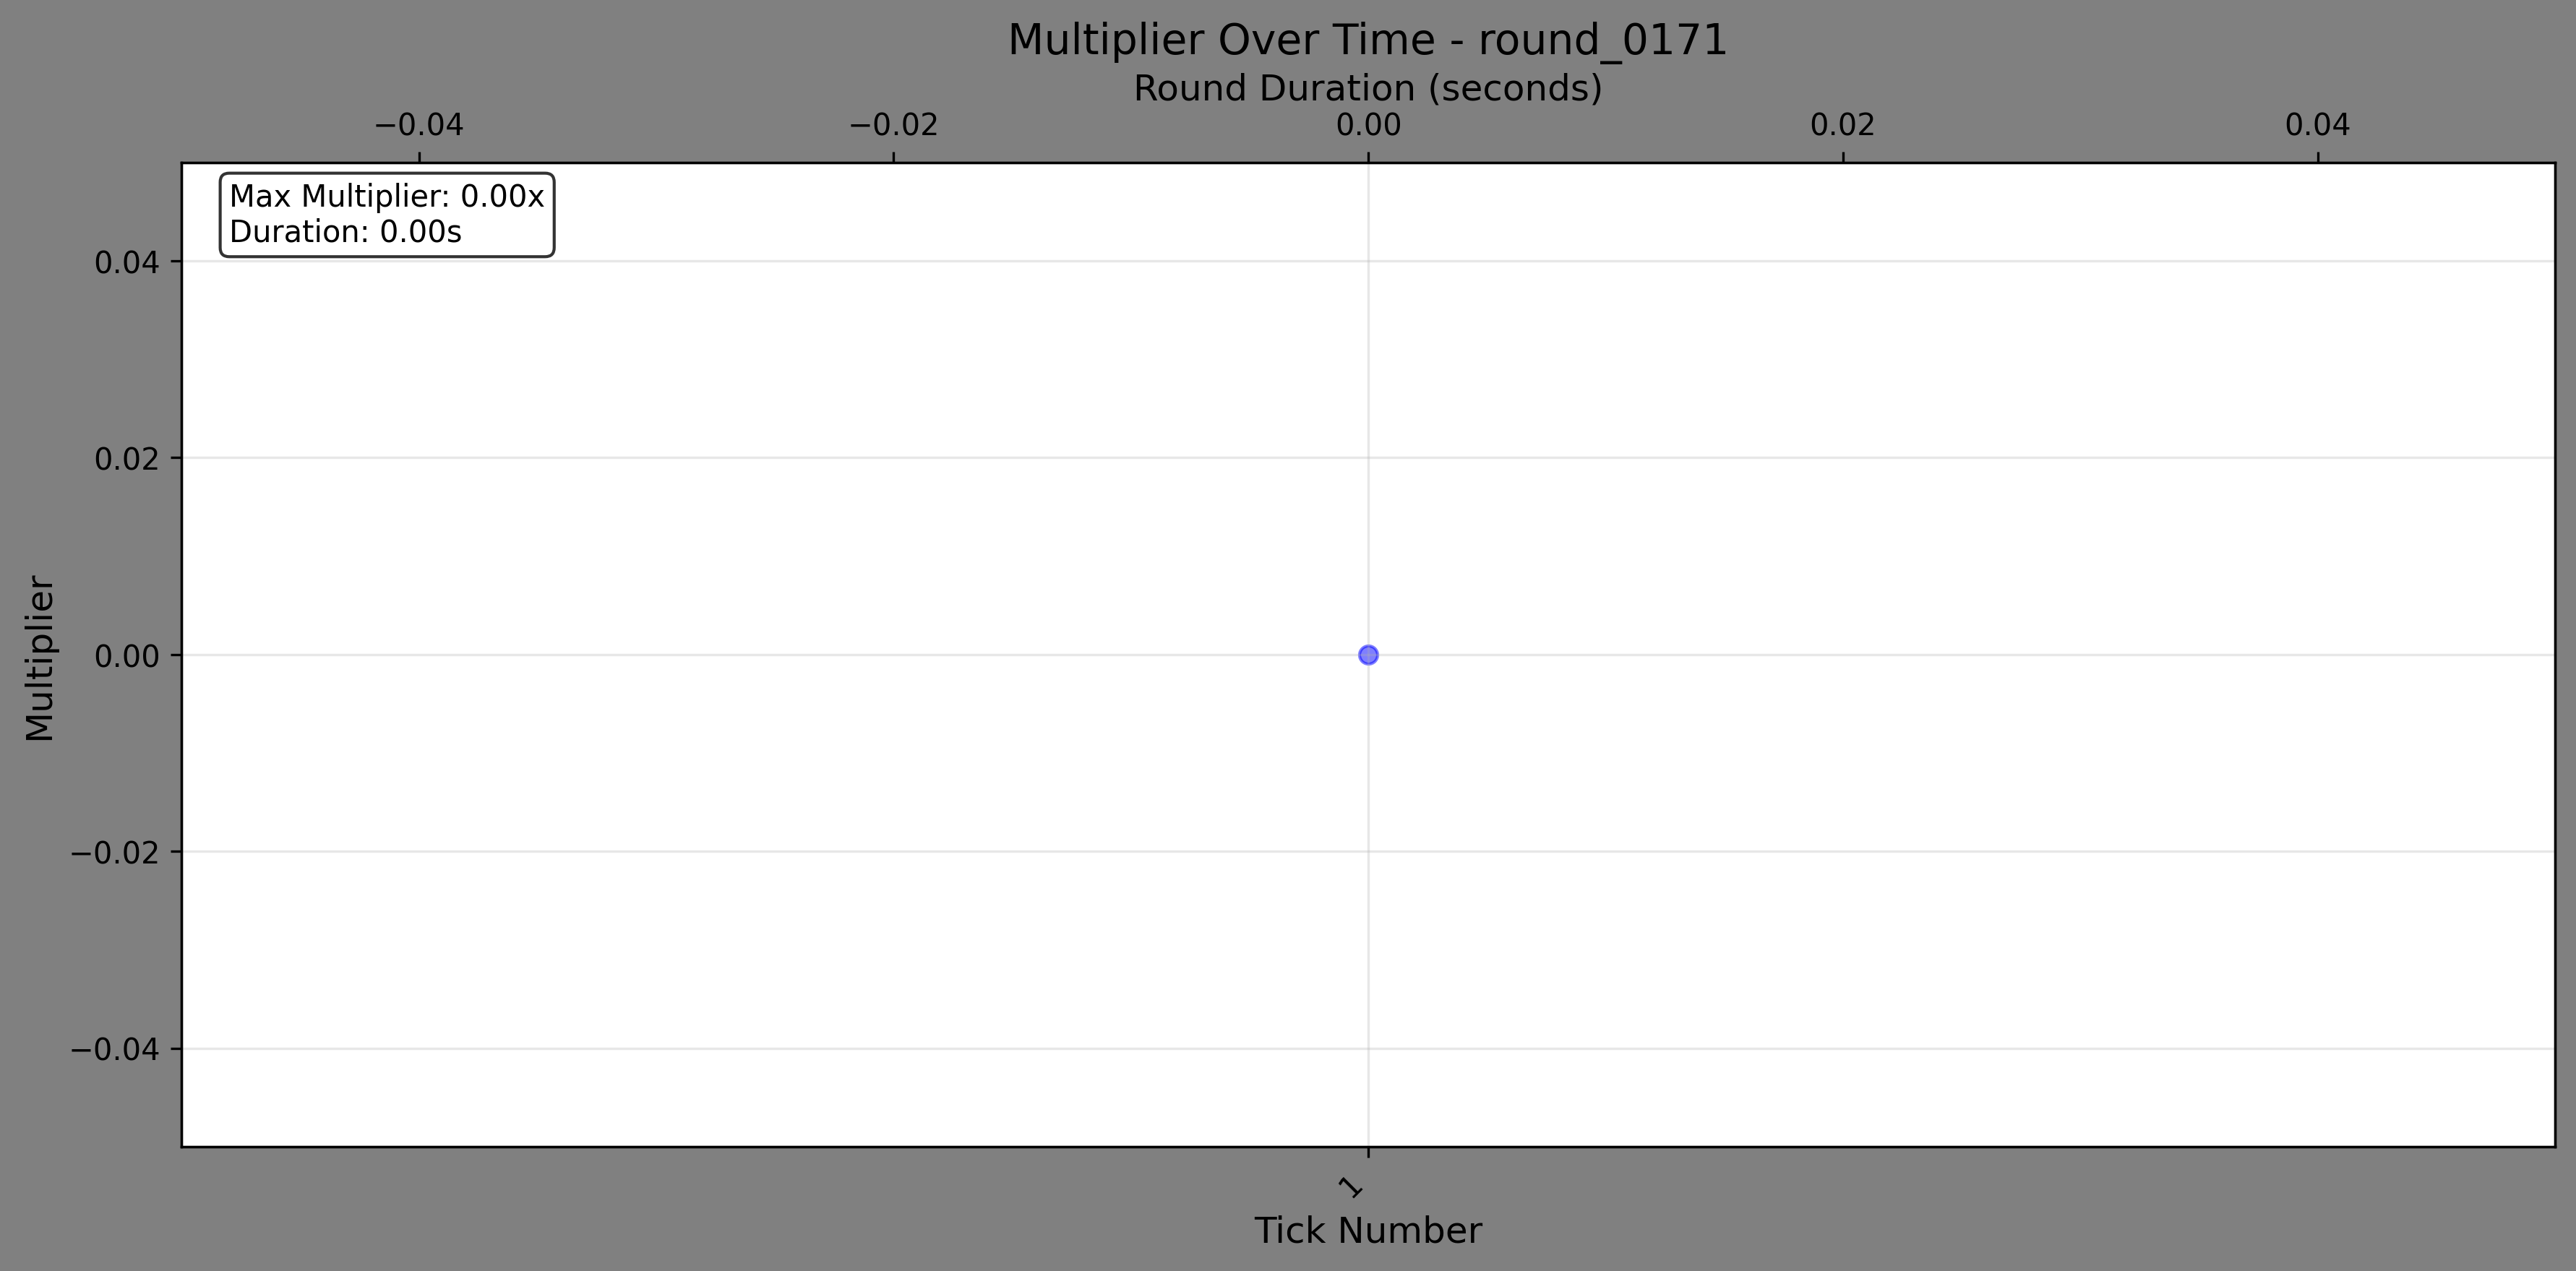 Multiplier Over Time - round_0171
Round Duration (seconds)
−0.04 −0.02 0.00 0.02 0.04
Max Multiplier: 0.00x
Duration: 0.00s
0.04
0.02
0.00
−0.02
−0.04
Multiplier
1
Tick Number